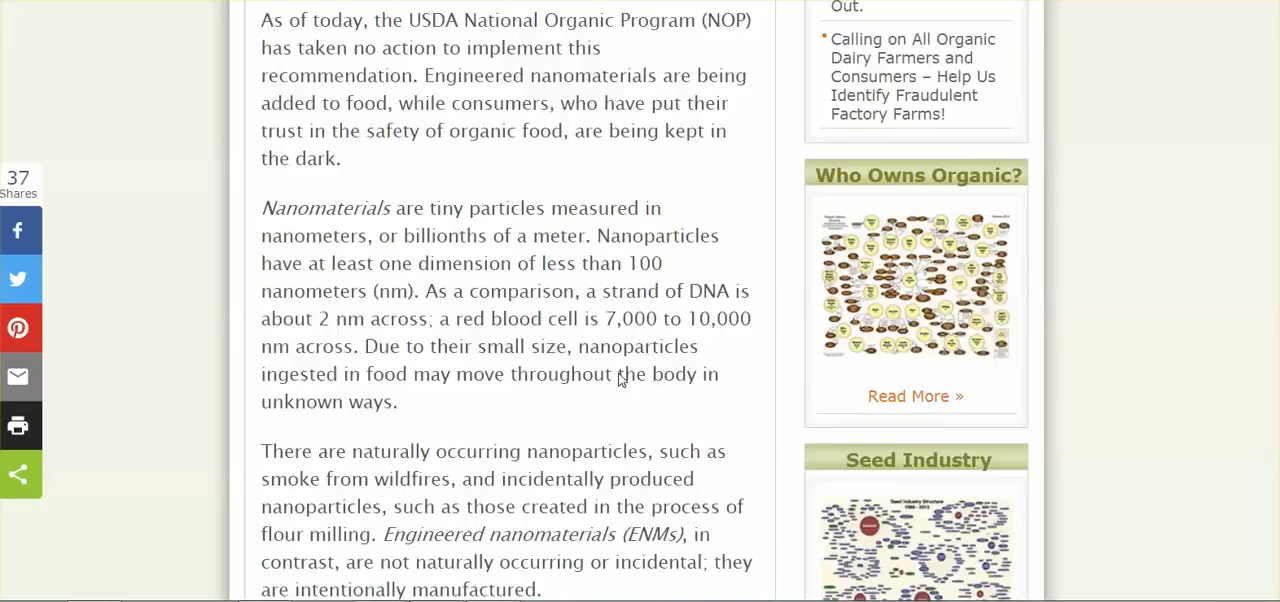 As of today, the USDA National Organic Program (NOP)
has taken no action to implement this
recommendation. Engineered nanomaterials are being
added to food, while consumers, who have put their
trust in the safety of organic food, are being kept in
the dark.
Nanomaterials are tiny particles measured in
nanometers, or billionths of a meter. Nanoparticles
have at least one dimension of less than 100
nanometers (nm). As a comparison, a strand of DNA is
about 2 nm across; a red blood cell is 7,000 to 10,000
nm across. Due to their small size, nanoparticles
ingested in food may move throughout the body in
unknown ways.
There are naturally occurring nanoparticles, such as
smoke from wildfires, and incidentally produced
nanoparticles, such as those created in the process of
flour milling. Engineered nanomaterials (ENMs), in
contrast, are not naturally occurring or incidental; they
are intentionally manufactured.
37
Shares
Out.
Calling on All Organic
Dairy Farmers and
Consumers – Help Us
Identify Fraudulent
Factory Farms!
Who Owns Organic?
Read More »
Seed Industry
Seed Industry Structure